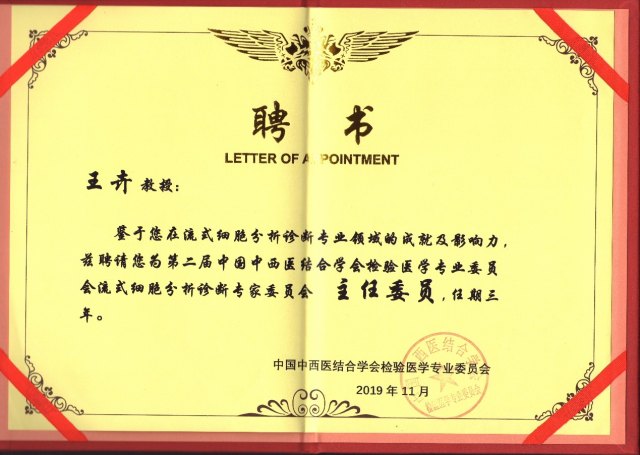 聘 书
LETTER OF APPOINTMENT
王卉 教授：
鉴于您在流式细胞分析诊断专业领域的成就及影响力，
兹聘请您为第二届中国中西医结合学会检验医学专业委员
会流式细胞分析诊断专家委员会 主任委员，任期三
年。
中国中西医结合学会检验医学专业委员会
2019 年 11 月